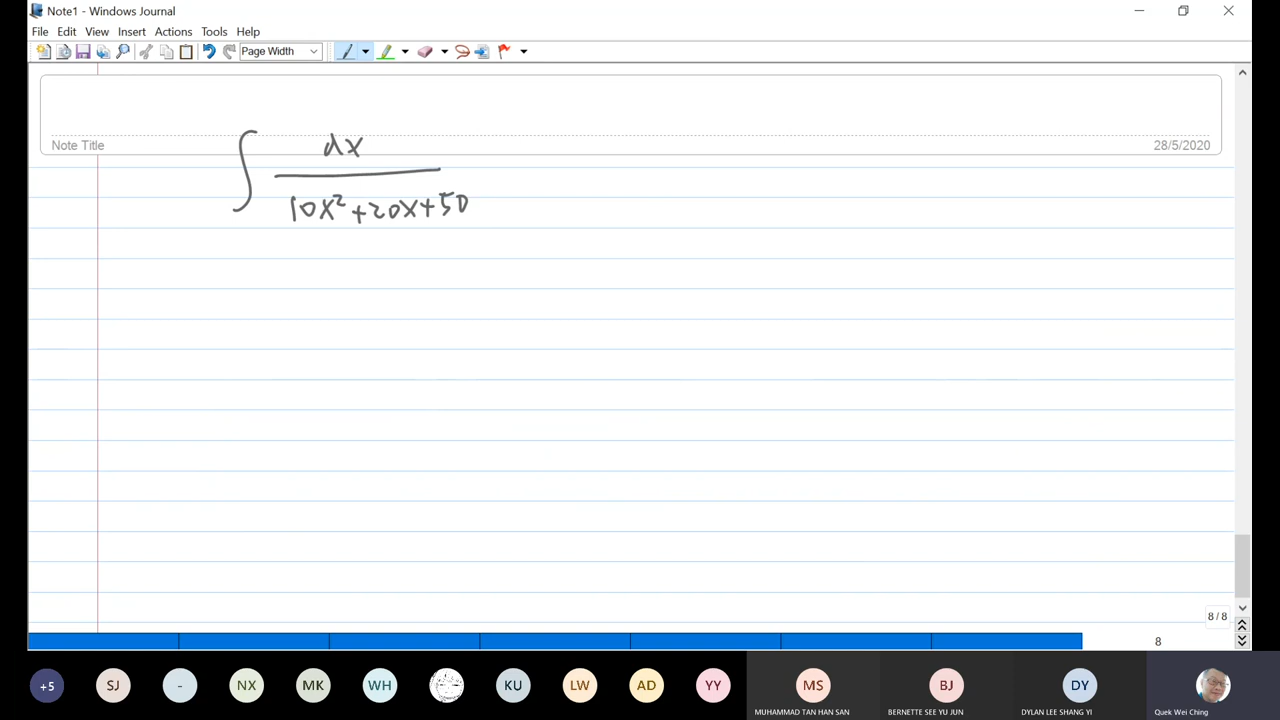 Note1 - Windows Journal
File Edit View Insert Actions Tools Help
Page Width
Note Title
28/5/2020
∫ dx
10x²+20x+50
8 / 8
8
+5 SJ - NX MK WH KU LW AD YY MS BJ DY
MUHAMMAD TAN HAN SAN BERNETTE SEE YU JUN DYLAN LEE SHANG YI Quek Wei Ching